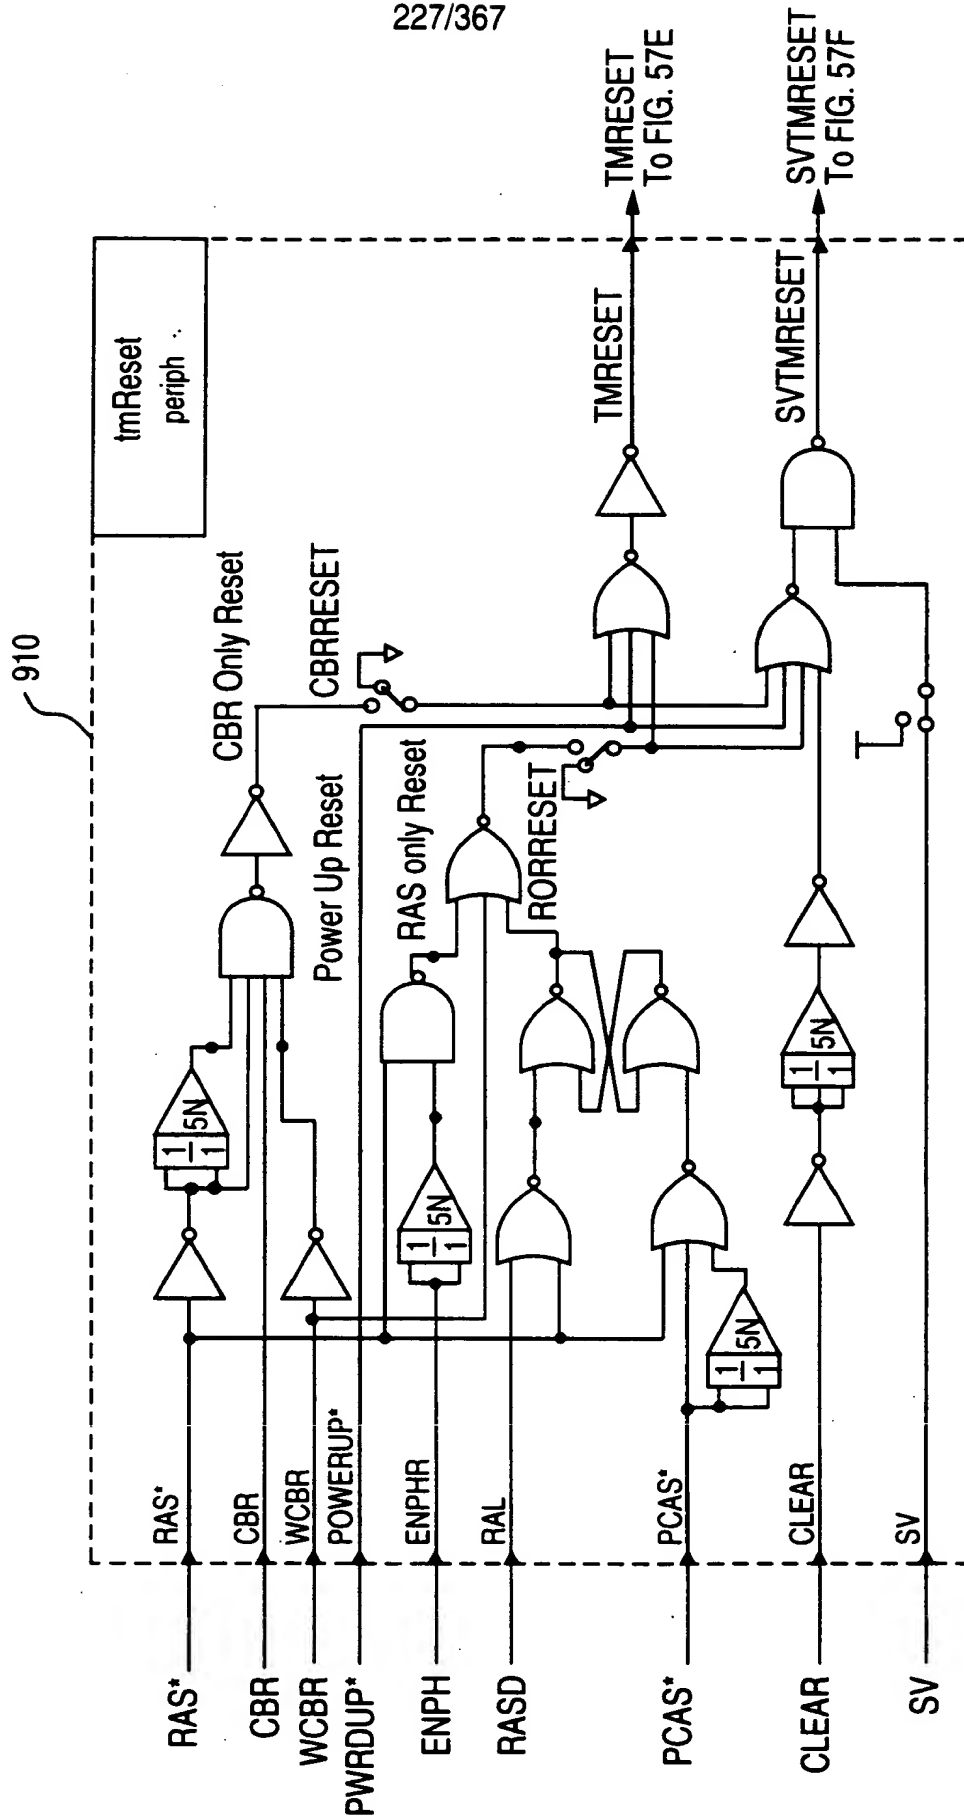 227/367
910
tmReset
periph
TMRESET
To FIG. 57E
SVTMRESET
To FIG. 57F
TMRESET
SVTMRESET
CBR Only Reset
CBRRESET
Power Up Reset
RAS only Reset
RORRESET
1
1
5N
1
1
5N
1
1
5N
1
1
5N
RAS*
CBR
WCBR
POWERUP*
ENPHR
RAL
PCAS*
CLEAR
SV
RAS*
CBR
WCBR
PWRDUP*
ENPH
RASD
PCAS*
CLEAR
SV